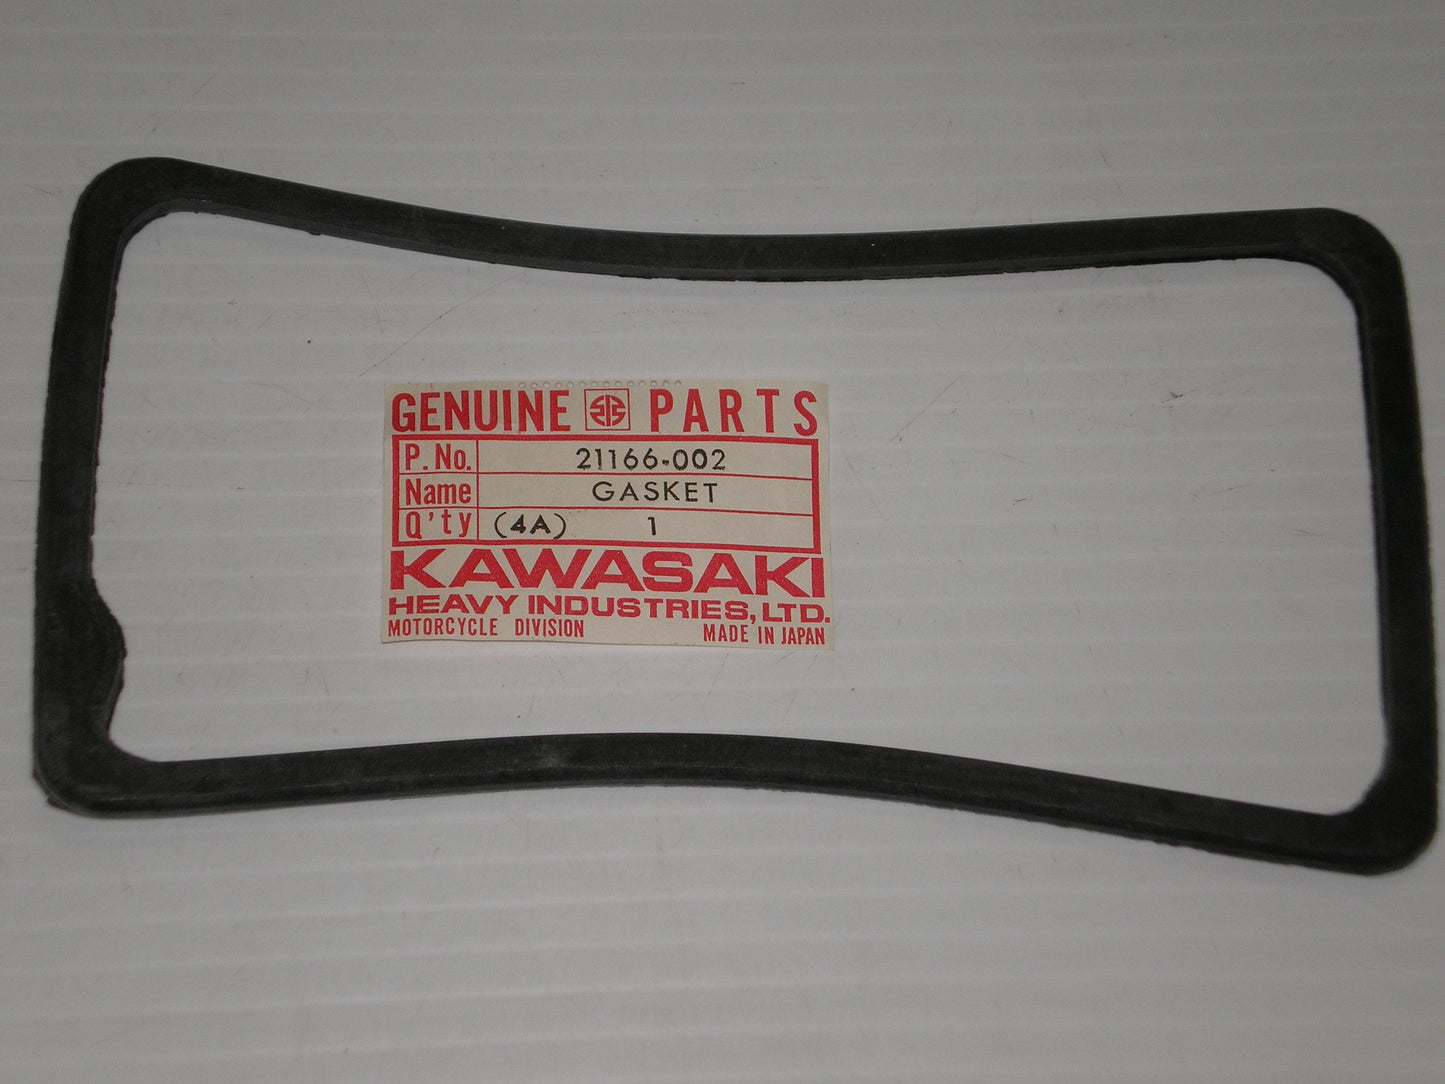 GENUINE PARTS
P. No. 21166-002
Name GASKET
Q'ty (4A) 1
KAWASAKI
HEAVY INDUSTRIES, LTD.
MOTORCYCLE DIVISION MADE IN JAPAN